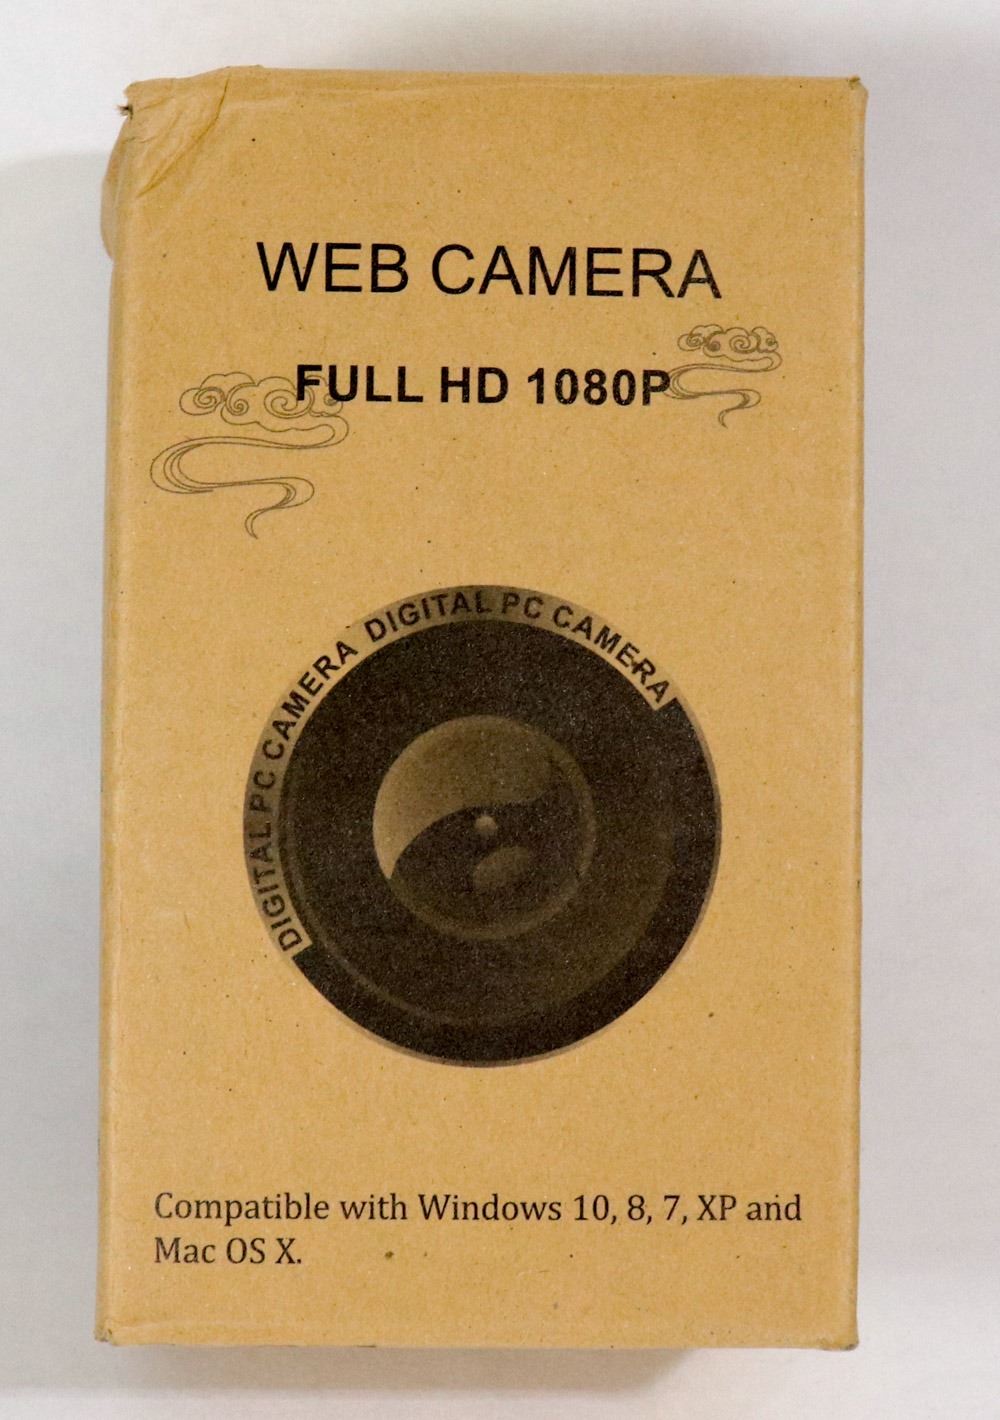 WEB CAMERA
FULL HD 1080P
DIGITAL PC CAMERA DIGITAL PC CAMERA
Compatible with Windows 10, 8, 7, XP and
Mac OS X.